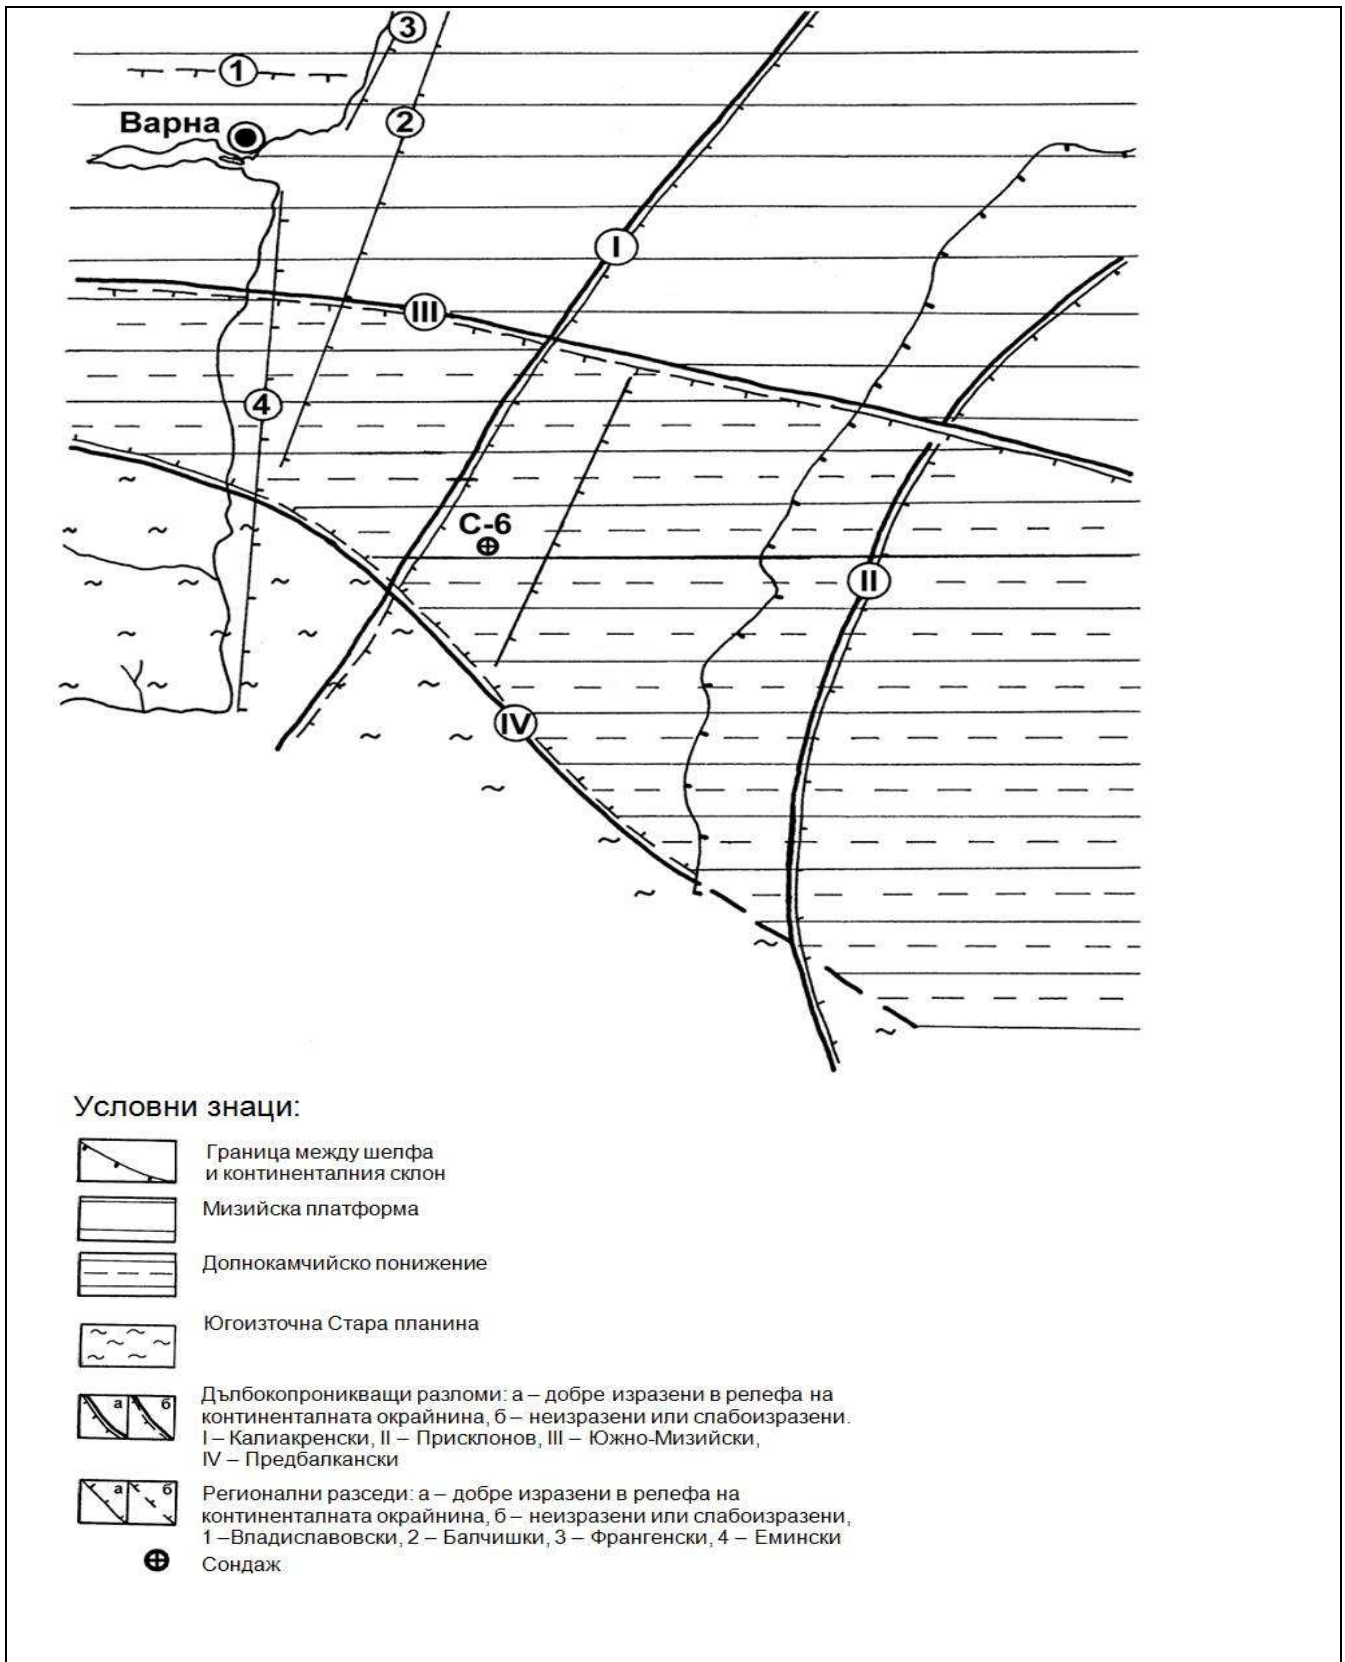 3
1
Варна
2
I
III
4
С-6
II
IV
Условни знаци:
Граница между шелфа
и континенталния склон
Мизийска платформа
Долнокамчийско понижение
Югоизточна Стара планина
а б
Дълбокопроникващи разломи: а – добре изразени в релефа на
континенталната окрайнина, б – неизразени или слабоизразени.
I – Калиакренски, II – Присклонов, III – Южно-Мизийски,
IV – Предбалкански
а б
Регионални разседи: а – добре изразени в релефа на
континенталната окрайнина, б – неизразени или слабоизразени,
1 –Владиславовски, 2 – Балчишки, 3 – Франгенски, 4 – Емински
Сондаж